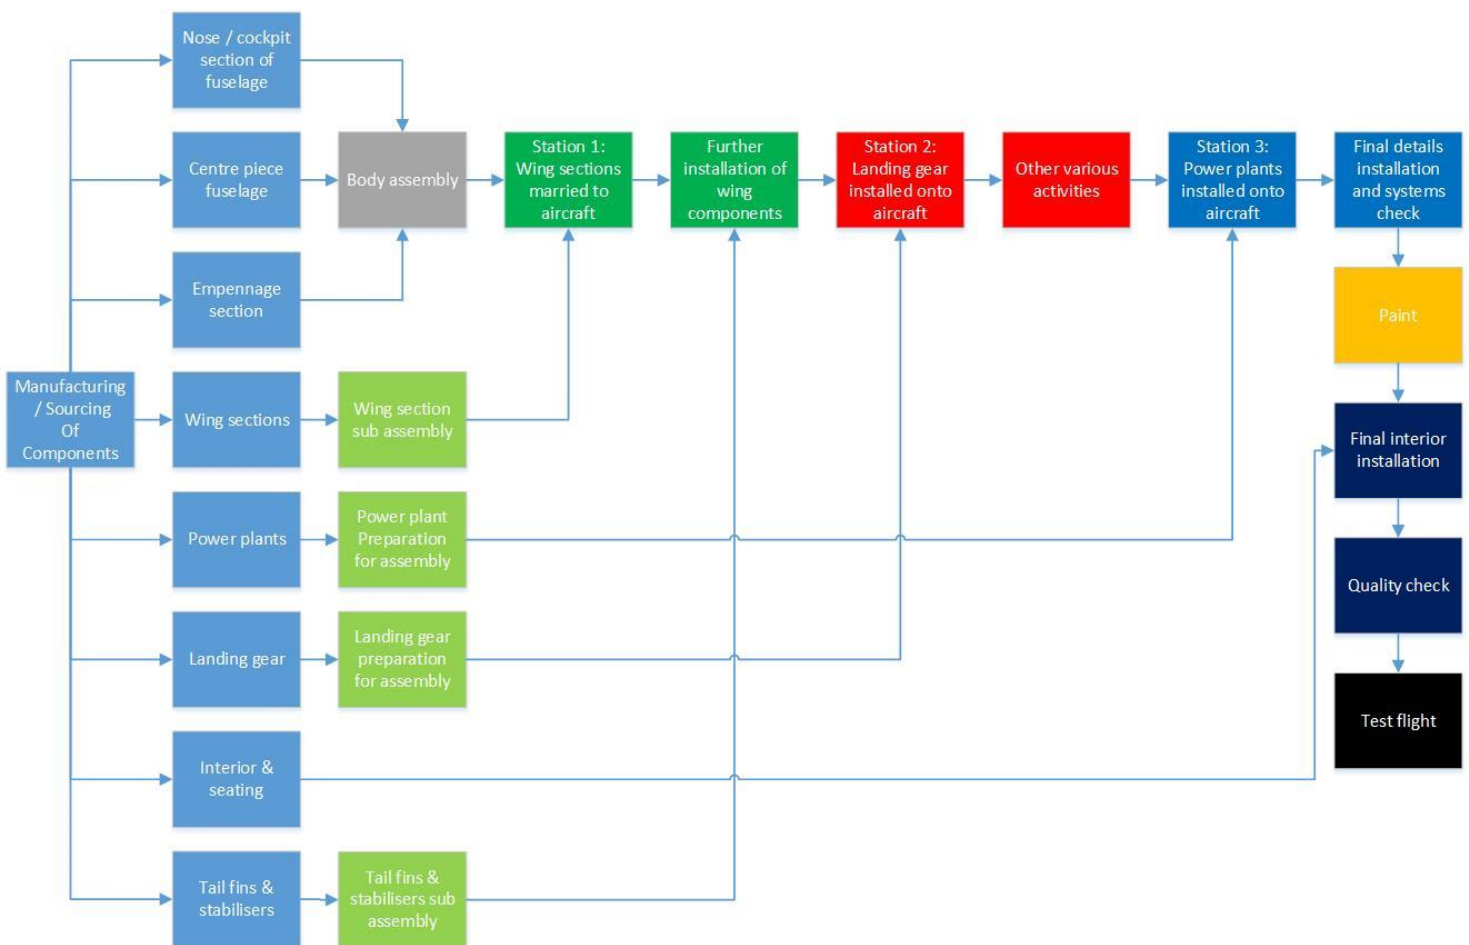 Nose / cockpit
section of
fuselage
Centre piece
fuselage
Body assembly
Station 1:
Wing sections
married to
aircraft
Further
installation of
wing
components
Station 2:
Landing gear
installed onto
aircraft
Other various
activities
Station 3:
Power plants
installed onto
aircraft
Final details
installation
and systems
check
Empennage
section
Paint
Manufacturing
/ Sourcing
Of
Components
Wing sections
Wing section
sub assembly
Final interior
installation
Power plants
Power plant
Preparation
for assembly
Quality check
Landing gear
Landing gear
preparation
for assembly
Test flight
Interior &
seating
Tail fins &
stabilisers
Tail fins &
stabilisers sub
assembly